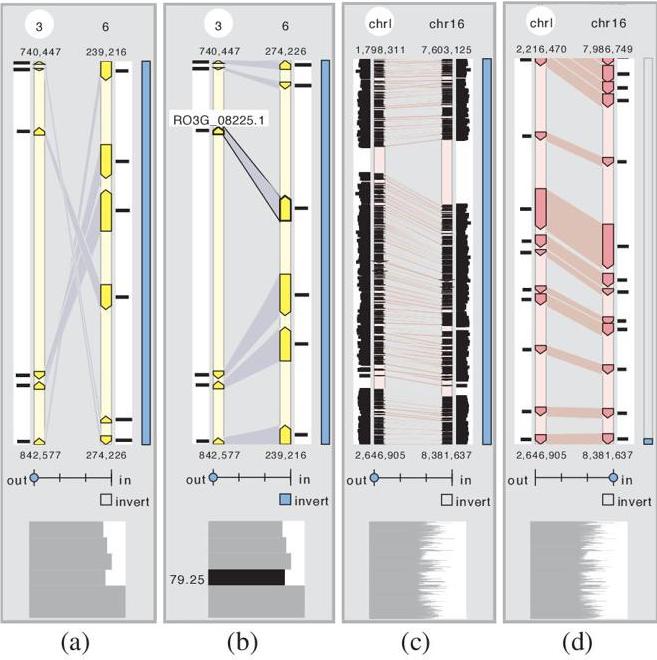 3 6
740,447 239,216
842,577 274,226
out in
invert
(a)
3 6
740,447 274,226
RO3G_08225.1
842,577 239,216
out in
invert
79.25
(b)
chrI chr16
1,798,311 7,603,125
2,646,905 8,381,637
out in
invert
(c)
chrI chr16
2,216,470 7,986,749
2,646,905 8,381,637
out in
invert
(d)